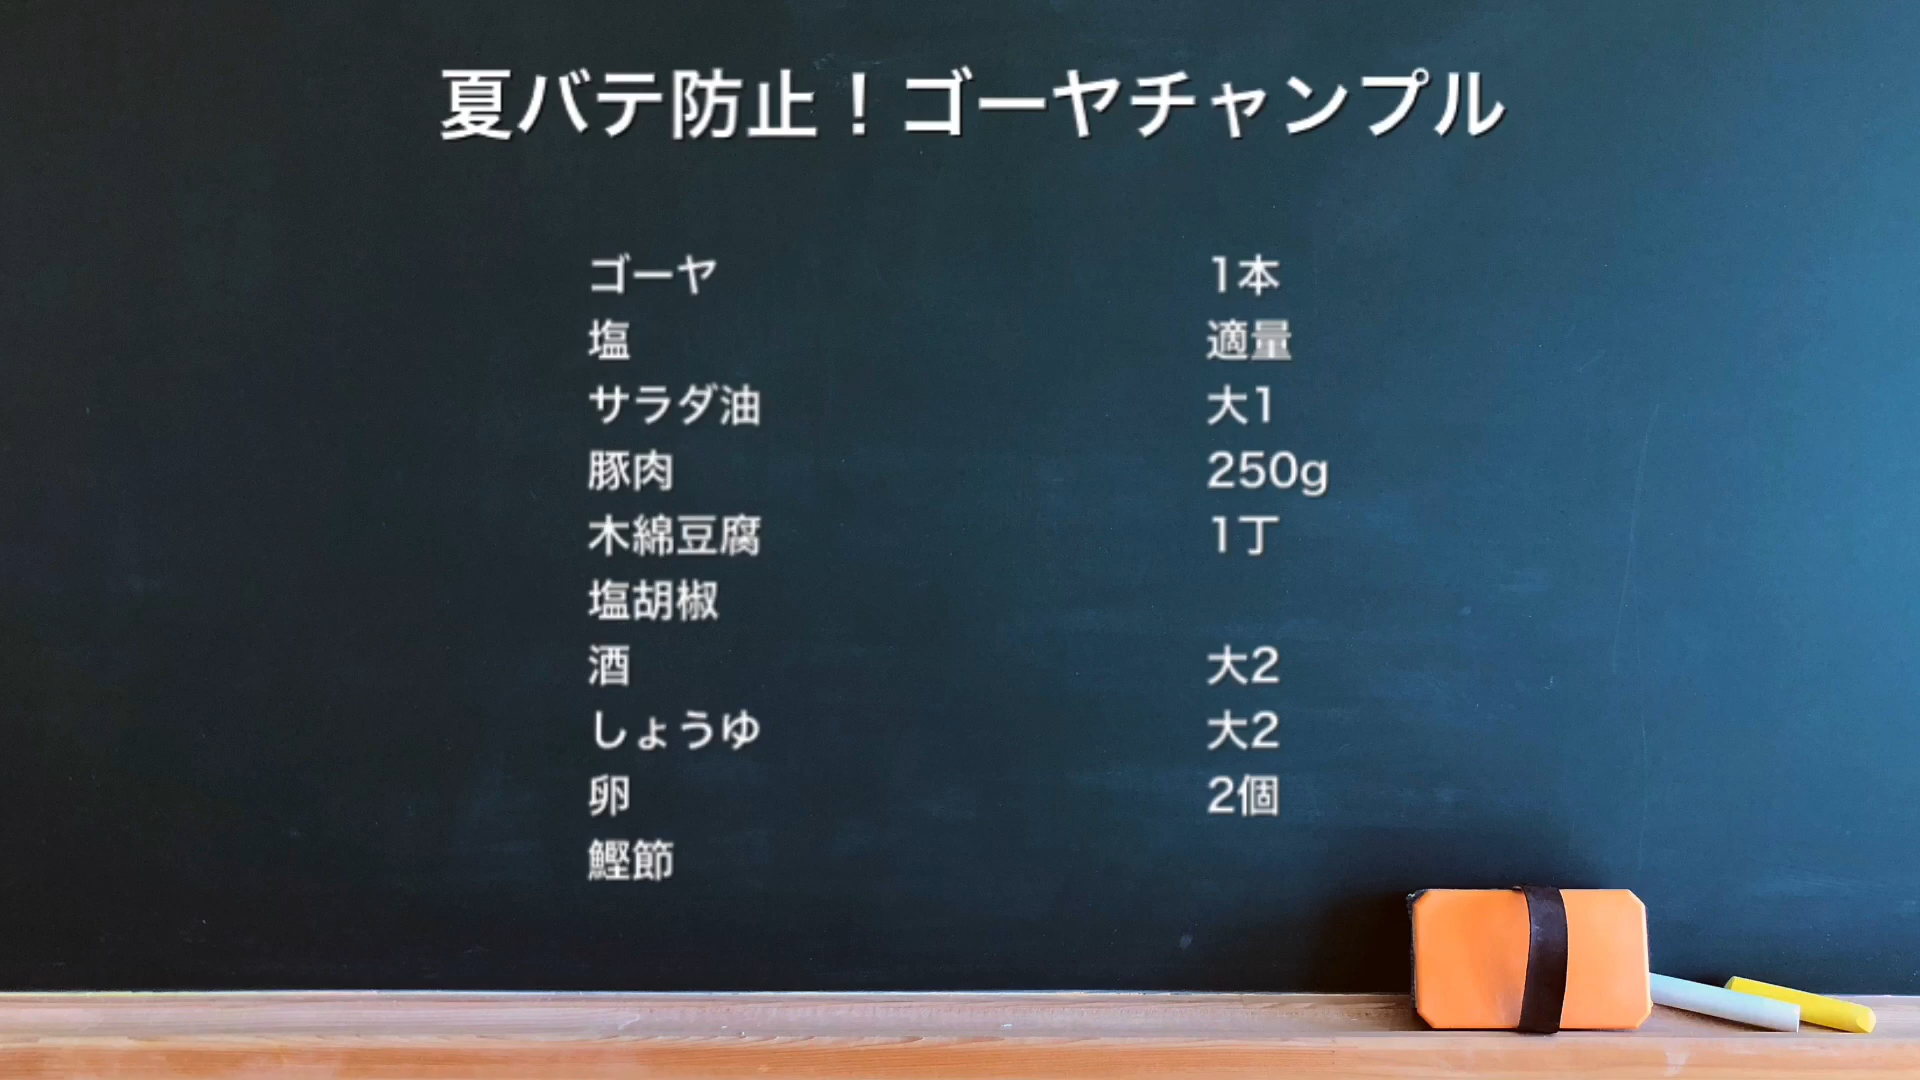 夏バテ防止！ゴーヤチャンプル
ゴーヤ 1本
塩 適量
サラダ油 大1
豚肉 250g
木綿豆腐 1丁
塩胡椒
酒 大2
しょうゆ 大2
卵 2個
鰹節